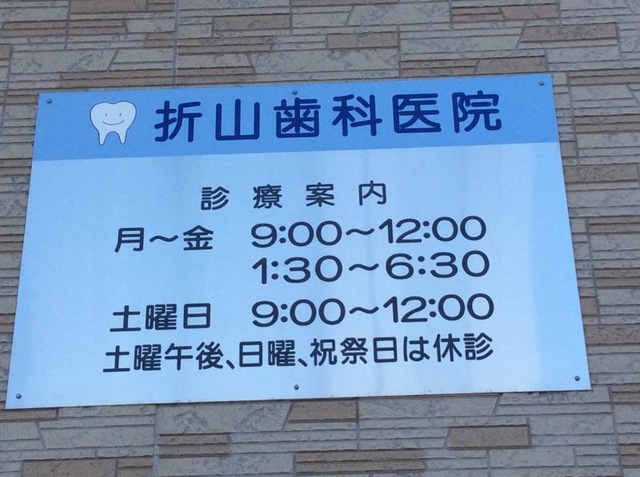 折山歯科医院
診療案内
月～金 9:00～12:00
1:30～6:30
土曜日 9:00～12:00
土曜午後、日曜、祝祭日は休診